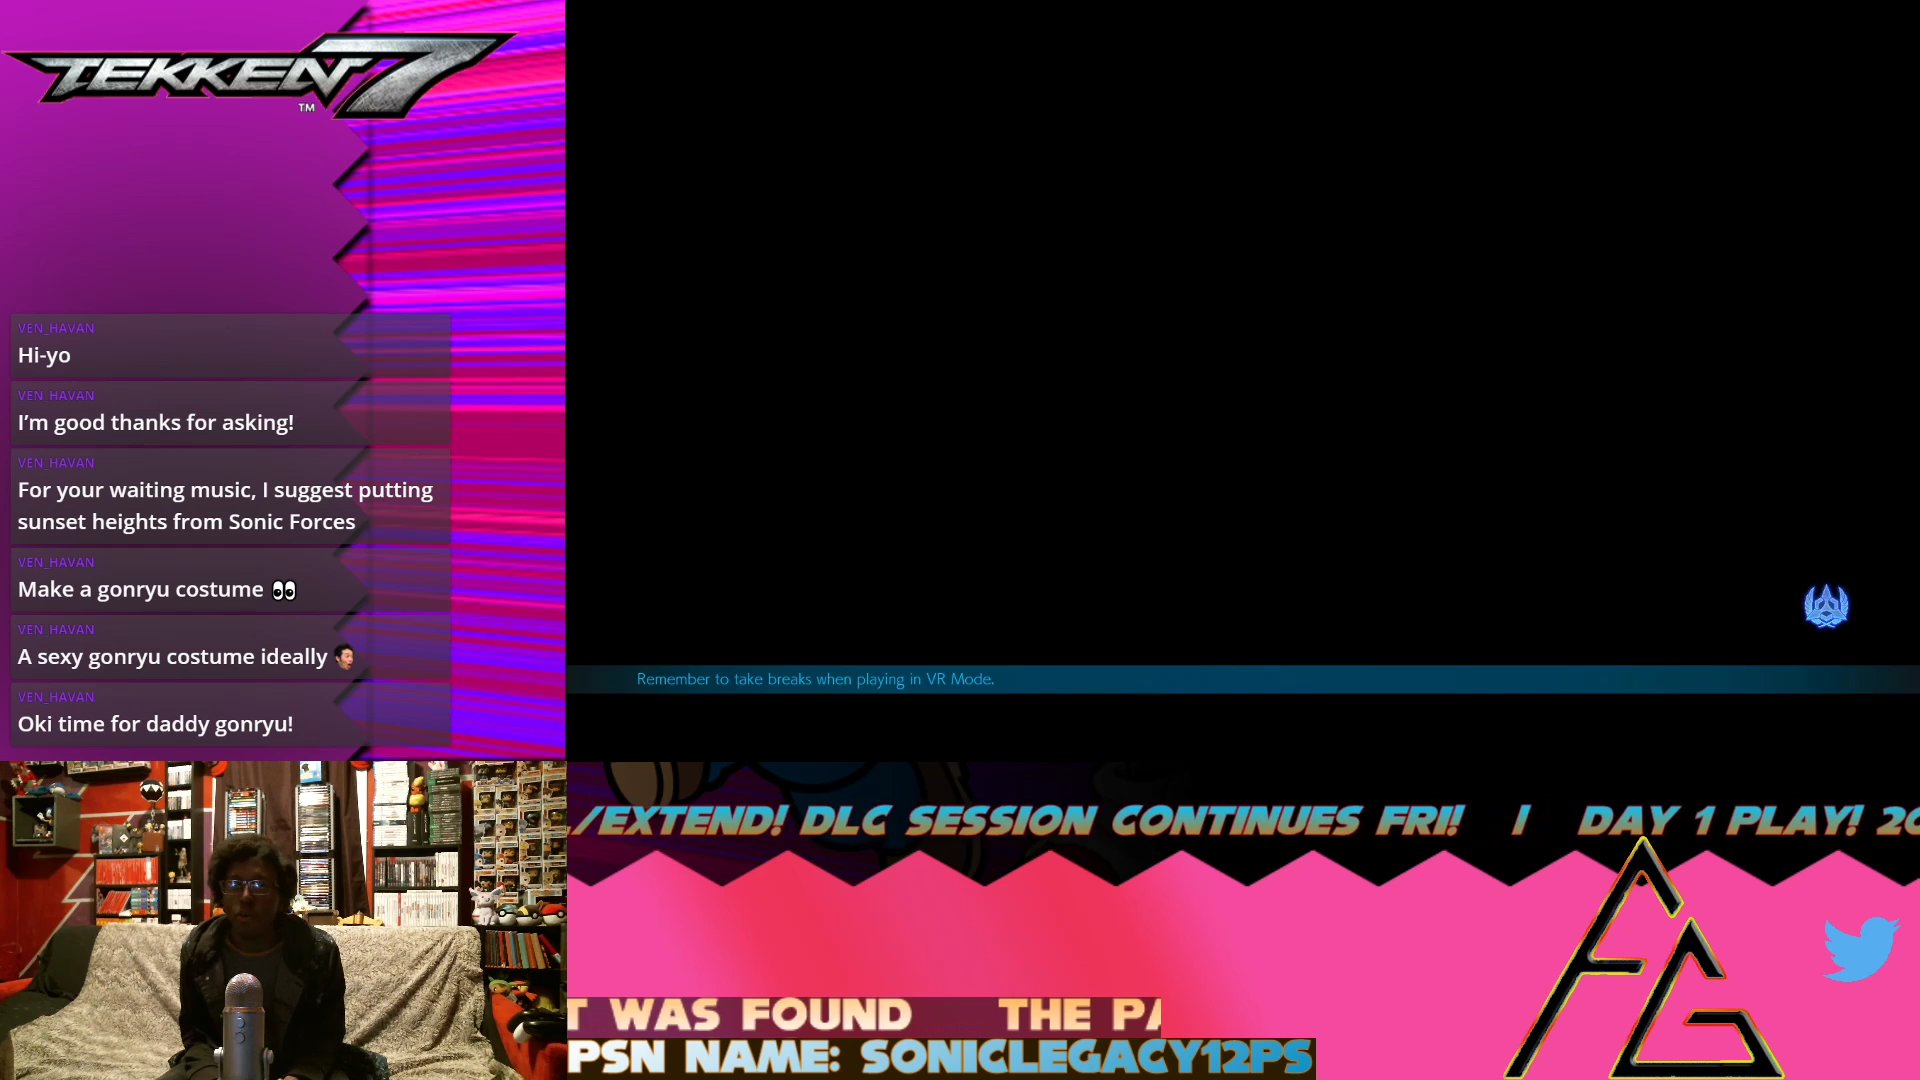 TEKKEN 7
TM
VEN_HAVAN
Hi-yo
VEN_HAVAN
I'm good thanks for asking!
VEN_HAVAN
For your waiting music, I suggest putting
sunset heights from Sonic Forces
VEN_HAVAN
Make a gonryu costume 👀
VEN_HAVAN
A sexy gonryu costume ideally
VEN_HAVAN
Oki time for daddy gonryu!
Remember to take breaks when playing in VR Mode.
/EXTEND! DLC SESSION CONTINUES FRI! | DAY 1 PLAY! 20
T WAS FOUND THE PA
PSN NAME: SONICLEGACY12PS